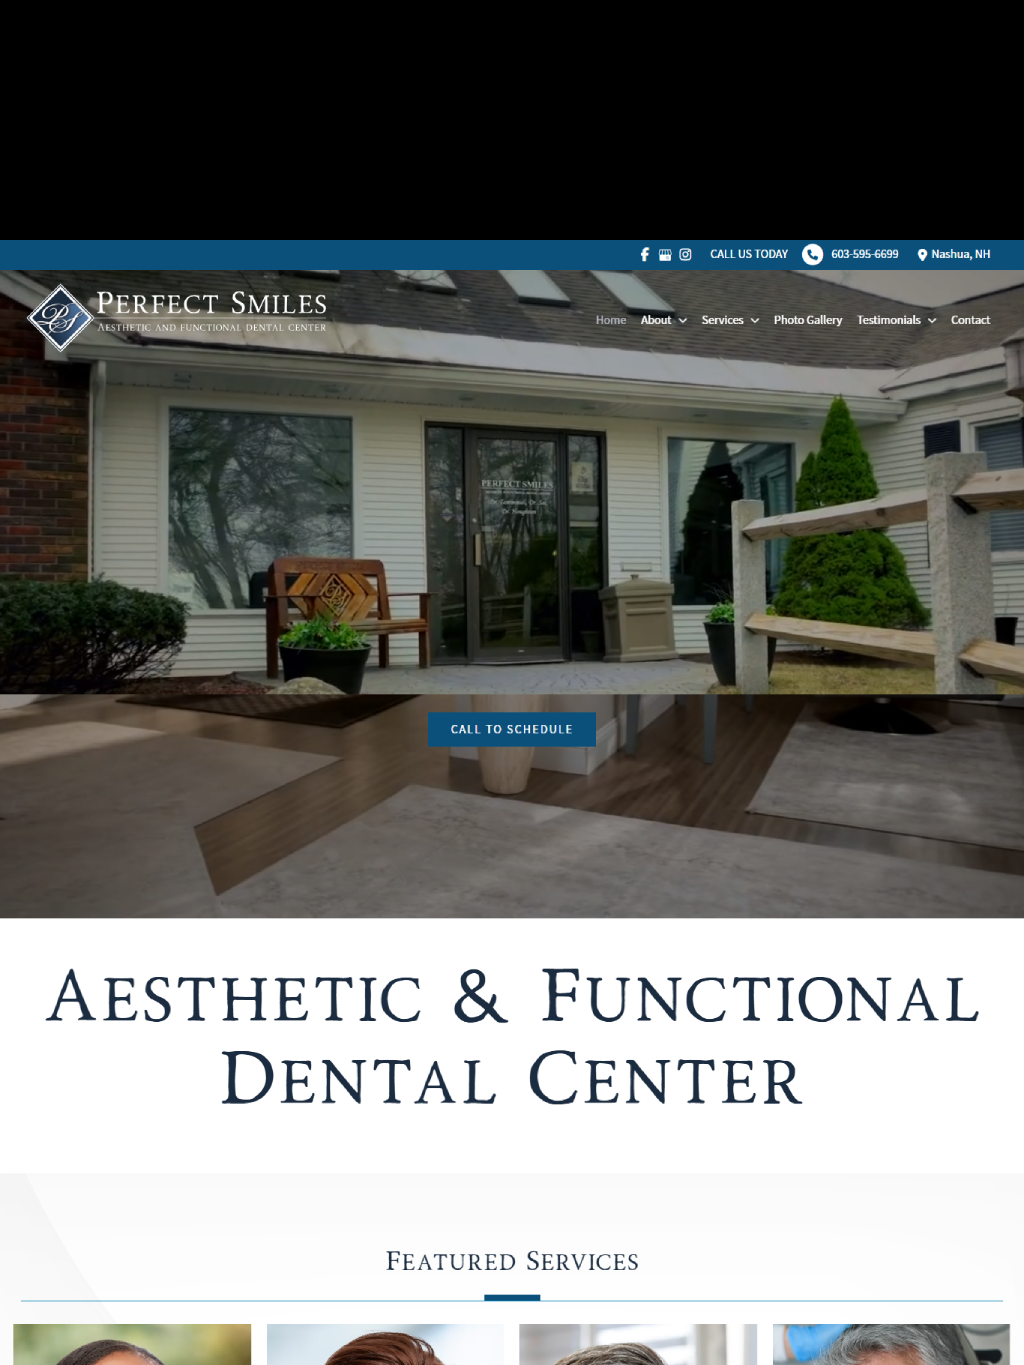 CALL US TODAY 603-595-6699 Nashua, NH
PERFECT SMILES
AESTHETIC AND FUNCTIONAL DENTAL CENTER
Home About Services Photo Gallery Testimonials Contact
PERFECT SMILES
CALL TO SCHEDULE
AESTHETIC & FUNCTIONAL
DENTAL CENTER
FEATURED SERVICES